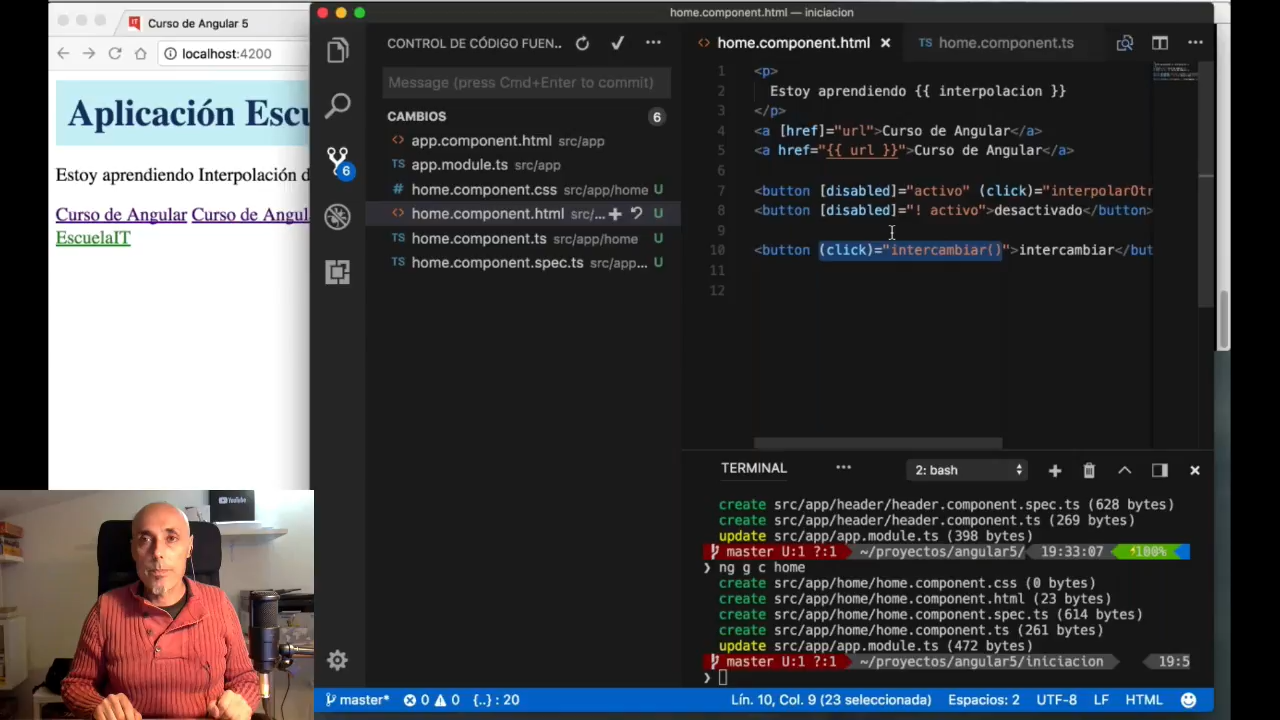 Curso de Angular 5
localhost:4200
Aplicación Escu
Estoy aprendiendo Interpolación d
Curso de Angular Curso de Angul
EscuelaIT
home.component.html — iniciacion
6
CONTROL DE CÓDIGO FUEN...
Message (press Cmd+Enter to commit)
CAMBIOS 6
<> app.component.html src/app
TS app.module.ts src/app
# home.component.css src/app/home U
<> home.component.html src/... U
TS home.component.ts src/app/home U
TS home.component.spec.ts src/app... U
<> home.component.html
TS home.component.ts
1 <p>
2 Estoy aprendiendo {{ interpolacion }}
3 </p>
4 <a [href]="url">Curso de Angular</a>
5 <a href="{{ url }}">Curso de Angular</a>
6
7 <button [disabled]="activo" (click)="interpolarOtr
8 <button [disabled]="! activo">desactivado</button>
9
10 <button (click)="intercambiar()">intercambiar</but
11
12
TERMINAL
2: bash
create src/app/header/header.component.spec.ts (628 bytes)
create src/app/header/header.component.ts (269 bytes)
update src/app/app.module.ts (398 bytes)
master U:1 ?:1 ~/proyectos/angular5/ 19:33:07 ⚡100%
❯ ng g c home
create src/app/home/home.component.css (0 bytes)
create src/app/home/home.component.html (23 bytes)
create src/app/home/home.component.spec.ts (614 bytes)
create src/app/home/home.component.ts (261 bytes)
update src/app/app.module.ts (472 bytes)
master U:1 ?:1 ~/proyectos/angular5/iniciacion 19:5
❯
YouTube
master* 0 0 {..} : 20
Lín. 10, Col. 9 (23 seleccionada) Espacios: 2 UTF-8 LF HTML